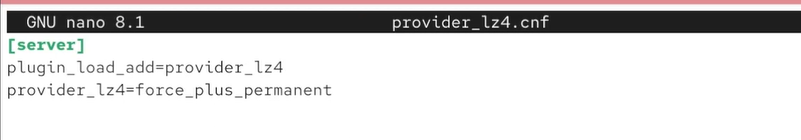 GNU nano 8.1 provider_lz4.cnf
[server]
plugin_load_add=provider_lz4
provider_lz4=force_plus_permanent